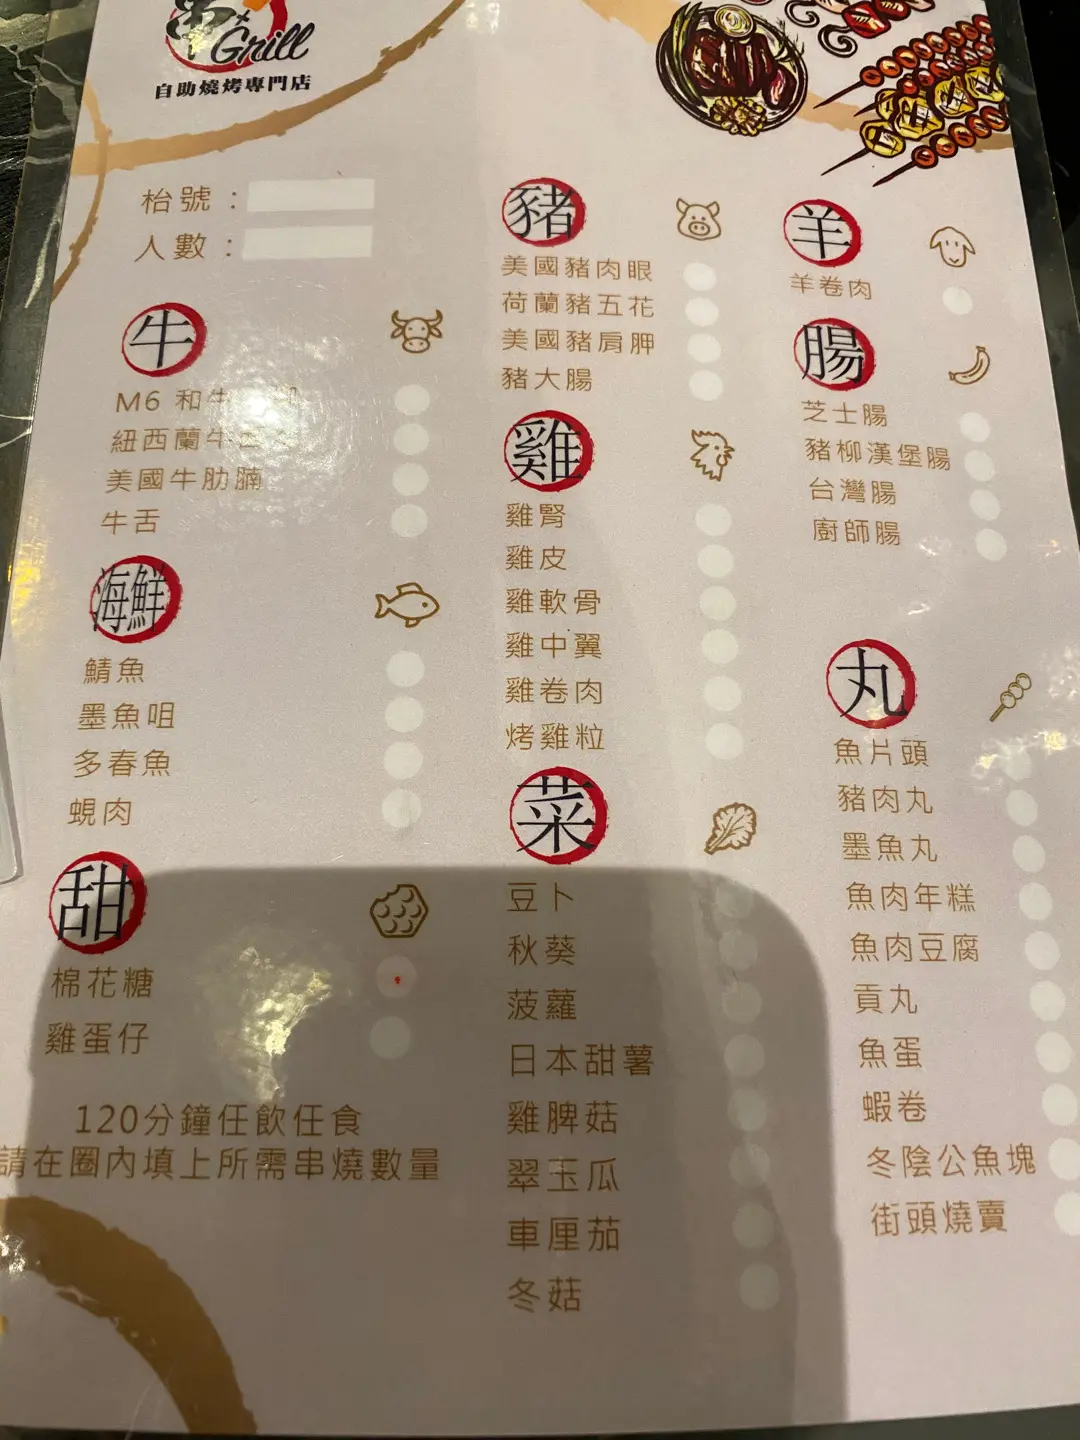 串
Grill
自助燒烤專門店
枱號：
人數：
牛
M6 和牛
紐西蘭牛
美國牛肋腩
牛舌
海鮮
鯖魚
墨魚咀
多春魚
蜆肉
甜
棉花糖
雞蛋仔
120分鐘任飲任食
請在圈內填上所需串燒數量
豬
美國豬肉眼
荷蘭豬五花
美國豬肩胛
豬大腸
雞
雞腎
雞皮
雞軟骨
雞中翼
雞卷肉
烤雞粒
菜
豆卜
秋葵
菠蘿
日本甜薯
雞脾菇
翠玉瓜
車厘茄
冬菇
羊
羊卷肉
腸
芝士腸
豬柳漢堡腸
台灣腸
廚師腸
丸
魚片頭
豬肉丸
墨魚丸
魚肉年糕
魚肉豆腐
貢丸
魚蛋
蝦卷
冬陰公魚塊
街頭燒賣